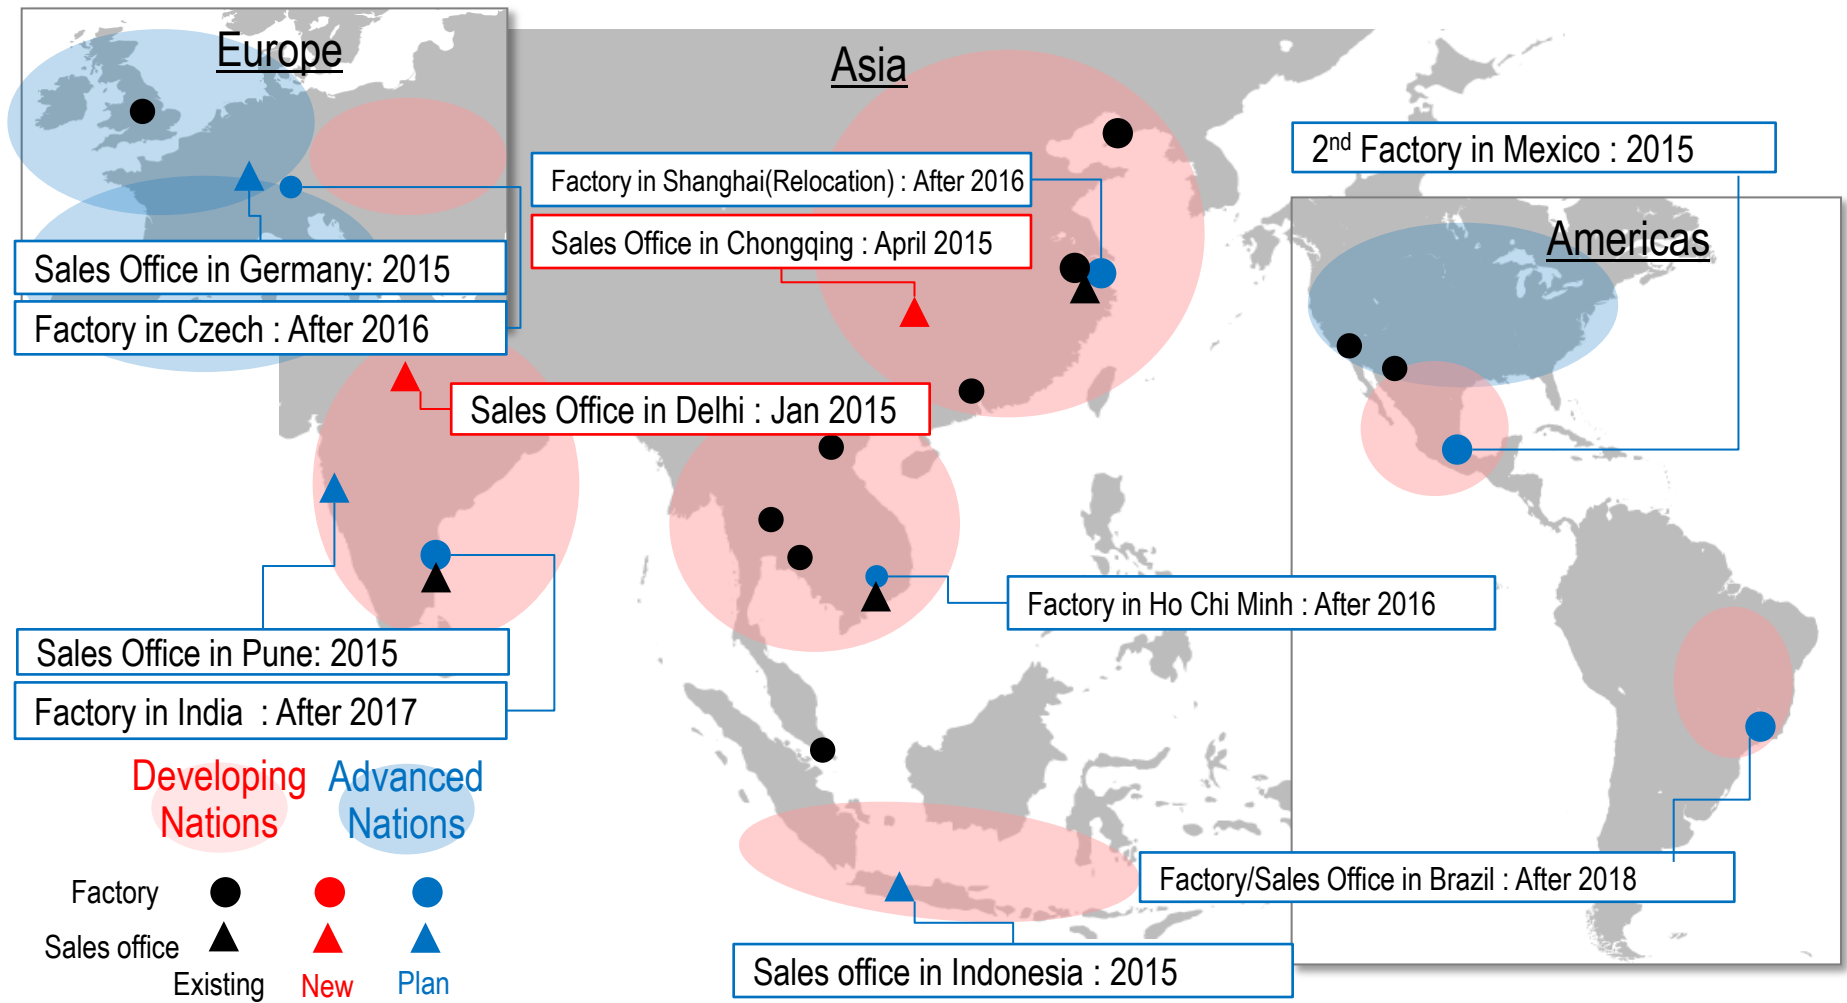 Europe
Asia
2nd Factory in Mexico : 2015
Factory in Shanghai(Relocation) : After 2016
Sales Office in Chongqing : April 2015
Americas
Sales Office in Germany: 2015
Factory in Czech : After 2016
Sales Office in Delhi : Jan 2015
Factory in Ho Chi Minh : After 2016
Sales Office in Pune: 2015
Factory in India : After 2017
Developing
Nations
Advanced
Nations
Factory/Sales Office in Brazil : After 2018
Factory
Sales office
Existing
New
Plan
Sales office in Indonesia : 2015